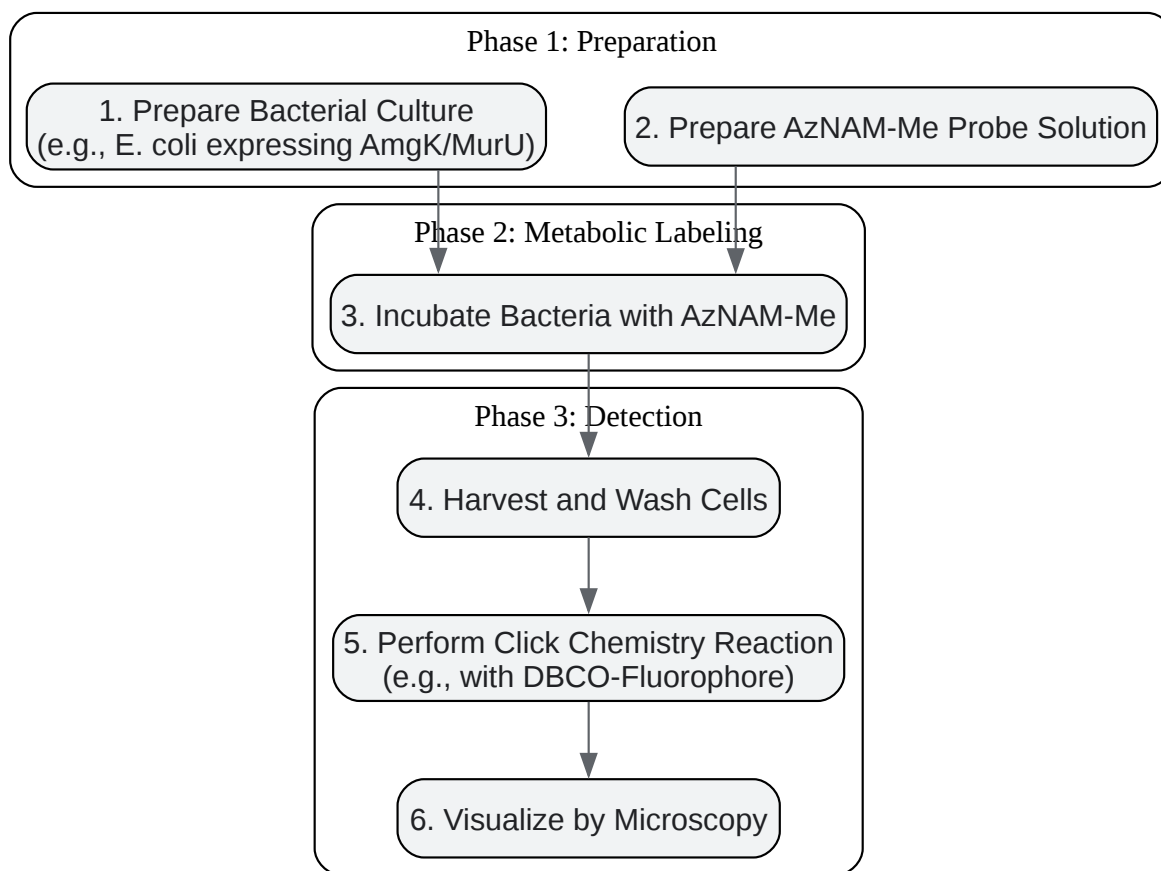 Phase 1: Preparation
1. Prepare Bacterial Culture
(e.g., E. coli expressing AmgK/MurU)
2. Prepare AzNAM-Me Probe Solution
Phase 2: Metabolic Labeling
3. Incubate Bacteria with AzNAM-Me
Phase 3: Detection
4. Harvest and Wash Cells
5. Perform Click Chemistry Reaction
(e.g., with DBCO-Fluorophore)
6. Visualize by Microscopy